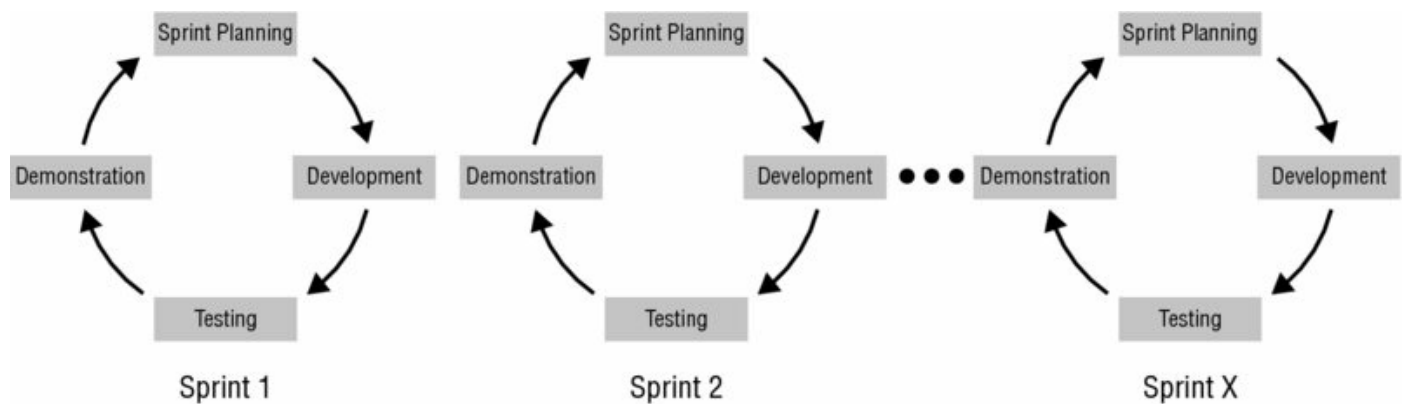 Sprint Planning
Sprint Planning
Sprint Planning
Demonstration
Development
Demonstration
Development
Demonstration
Development
Testing
Testing
Testing
Sprint 1
Sprint 2
Sprint X